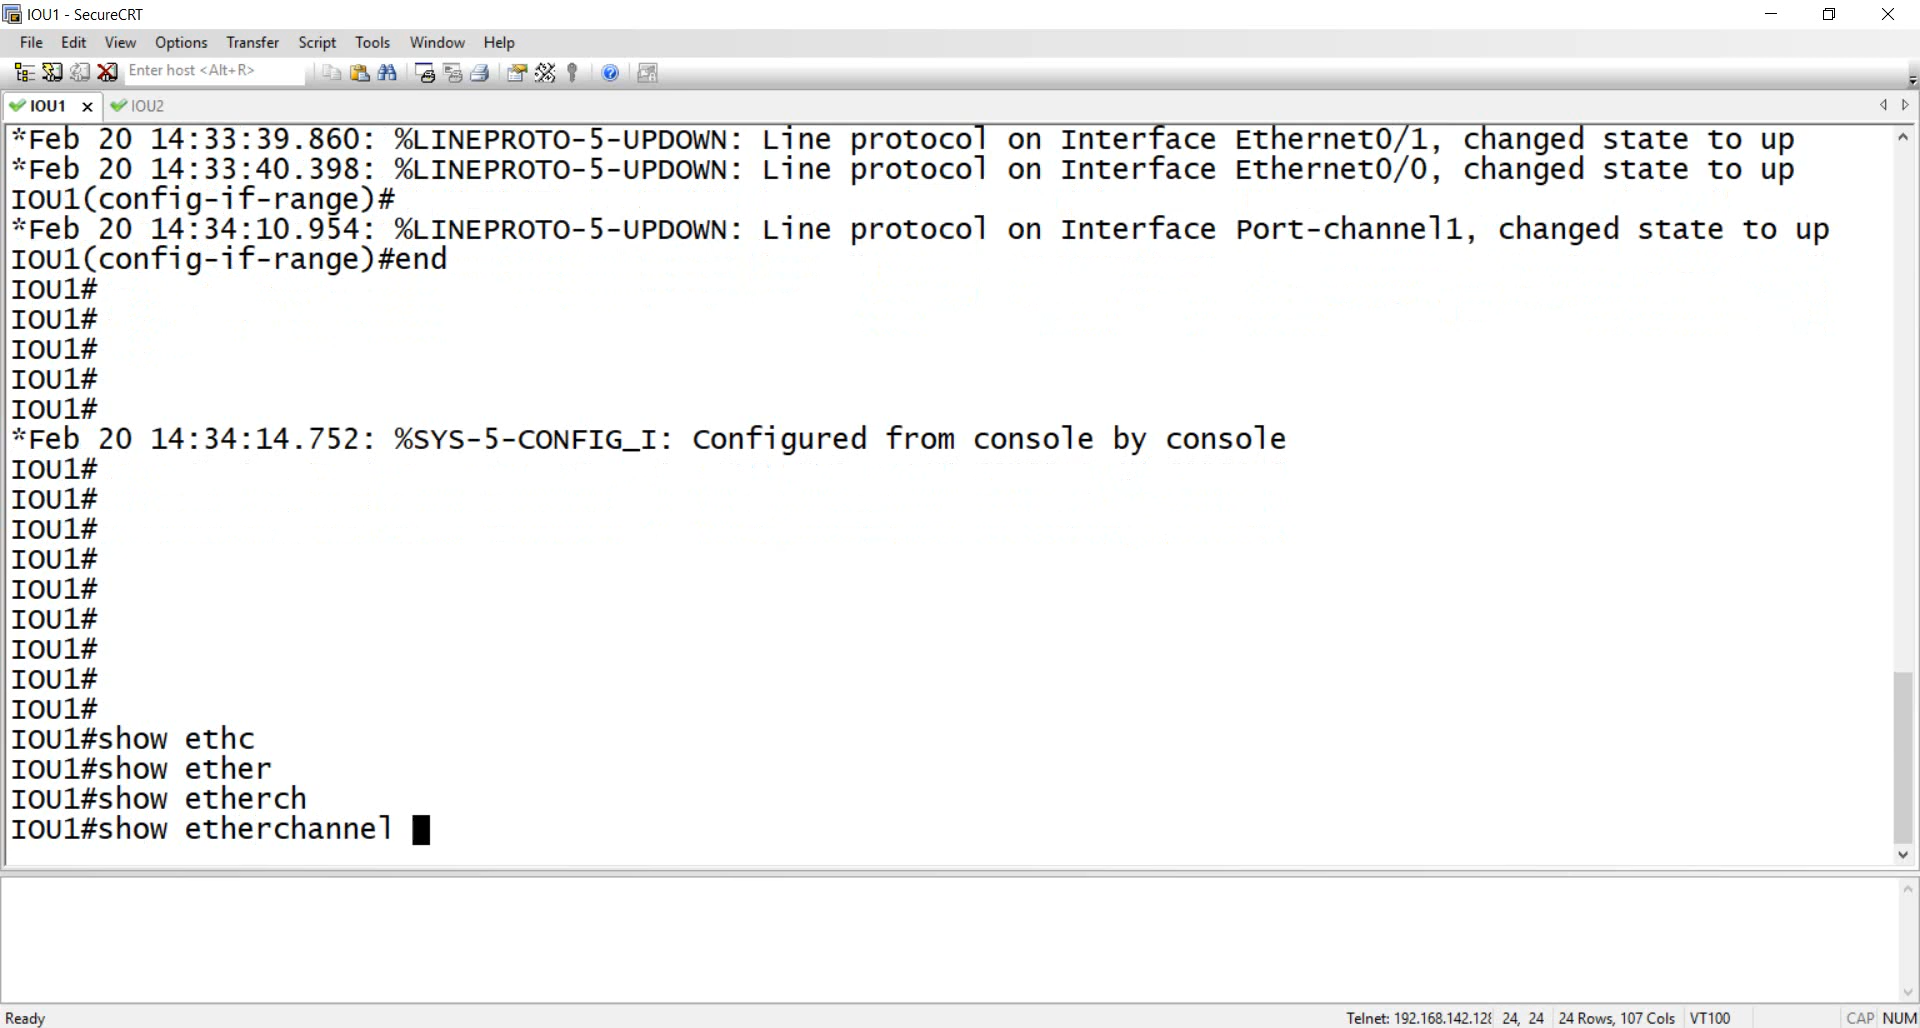 IOU1 - SecureCRT
File Edit View Options Transfer Script Tools Window Help
Enter host <Alt+R>
IOU1 IOU2
*Feb 20 14:33:39.860: %LINEPROTO-5-UPDOWN: Line protocol on Interface Ethernet0/1, changed state to up
*Feb 20 14:33:40.398: %LINEPROTO-5-UPDOWN: Line protocol on Interface Ethernet0/0, changed state to up
IOU1(config-if-range)#
*Feb 20 14:34:10.954: %LINEPROTO-5-UPDOWN: Line protocol on Interface Port-channel1, changed state to up
IOU1(config-if-range)#end
IOU1#
IOU1#
IOU1#
IOU1#
IOU1#
*Feb 20 14:34:14.752: %SYS-5-CONFIG_I: Configured from console by console
IOU1#
IOU1#
IOU1#
IOU1#
IOU1#
IOU1#
IOU1#
IOU1#
IOU1#
IOU1#show ethc
IOU1#show ether
IOU1#show etherch
IOU1#show etherchannel
Ready Telnet: 192.168.142.128 24, 24 24 Rows, 107 Cols VT100 CAP NUM